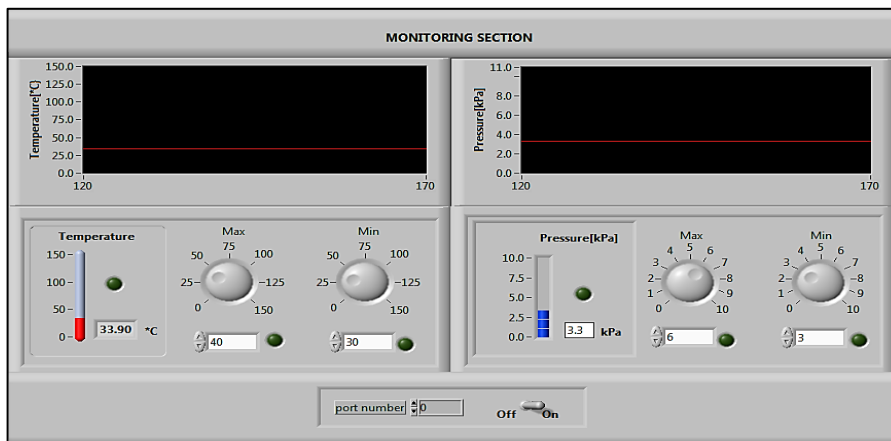 MONITORING SECTION
Temperature[°C]
150.0
125.0
100.0
75.0
50.0
25.0
0.0
120 170
Pressure[kPa]
11.0
8.0
6.0
4.0
2.0
0.0
120 170
Temperature
150
100
50
0
33.90 °C
Max
0 25 50 75 100 125 150
40
Min
0 25 50 75 100 125 150
30
Pressure[kPa]
10.0
7.5
5.0
2.5
0.0
3.3 kPa
Max
0 1 2 3 4 5 6 7 8 9 10
6
Min
0 1 2 3 4 5 6 7 8 9 10
3
port number 0
Off On